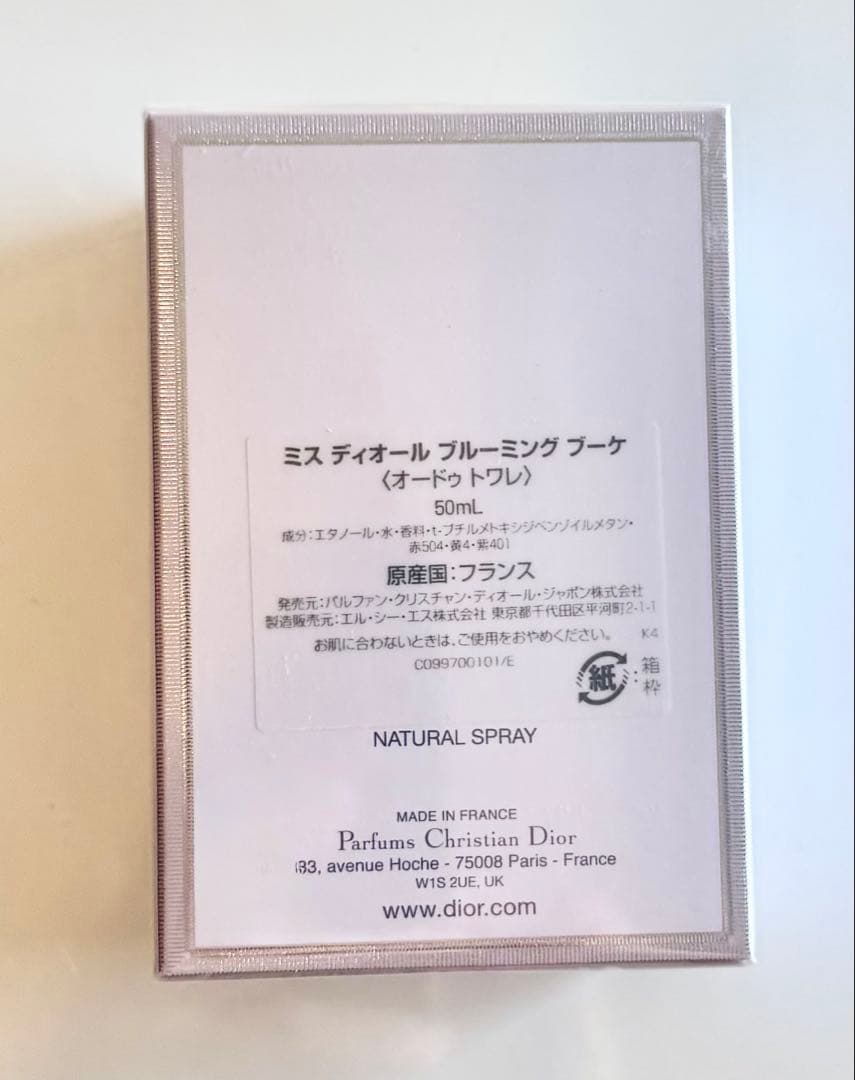 ミス ディオール ブルーミング ブーケ
〈オードゥ トワレ〉
50mL
成分：エタノール・水・香料・t-ブチルメトキシジベンゾイルメタン・
赤504・黄4・紫401
原産国：フランス
発売元：パルファン・クリスチャン・ディオール・ジャポン株式会社
製造販売元：エル・シー・エス株式会社 東京都千代田区平河町2-1-1
お肌に合わないときは、ご使用をおやめください。 K4
C099700101/E
紙：箱
枠
NATURAL SPRAY
MADE IN FRANCE
Parfums Christian Dior
33, avenue Hoche - 75008 Paris - France
W1S 2UE, UK
www.dior.com